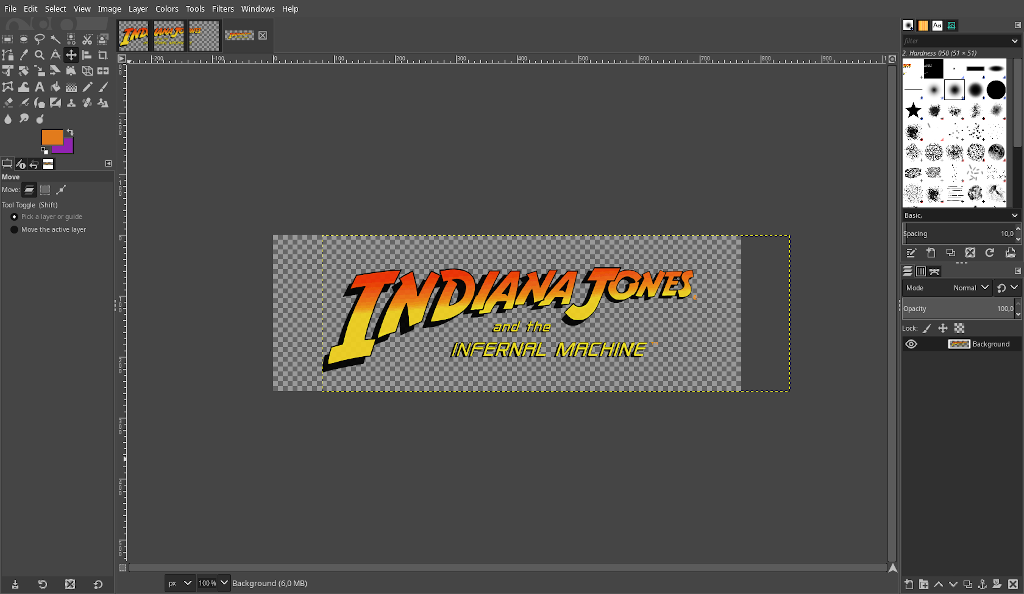 File Edit Select View Image Layer Colors Tools Filters Windows Help
Move
Move:
Tool Toggle (Shift)
Pick a layer or guide
Move the active layer
INDIANA JONES
and the
INFERNAL MACHINE
px 100 % Background (6,0 MB)
filter
2. Hardness 050 (51 × 51)
Basic,
Spacing 10,0
Mode Normal
Opacity 100,0
Lock:
Background